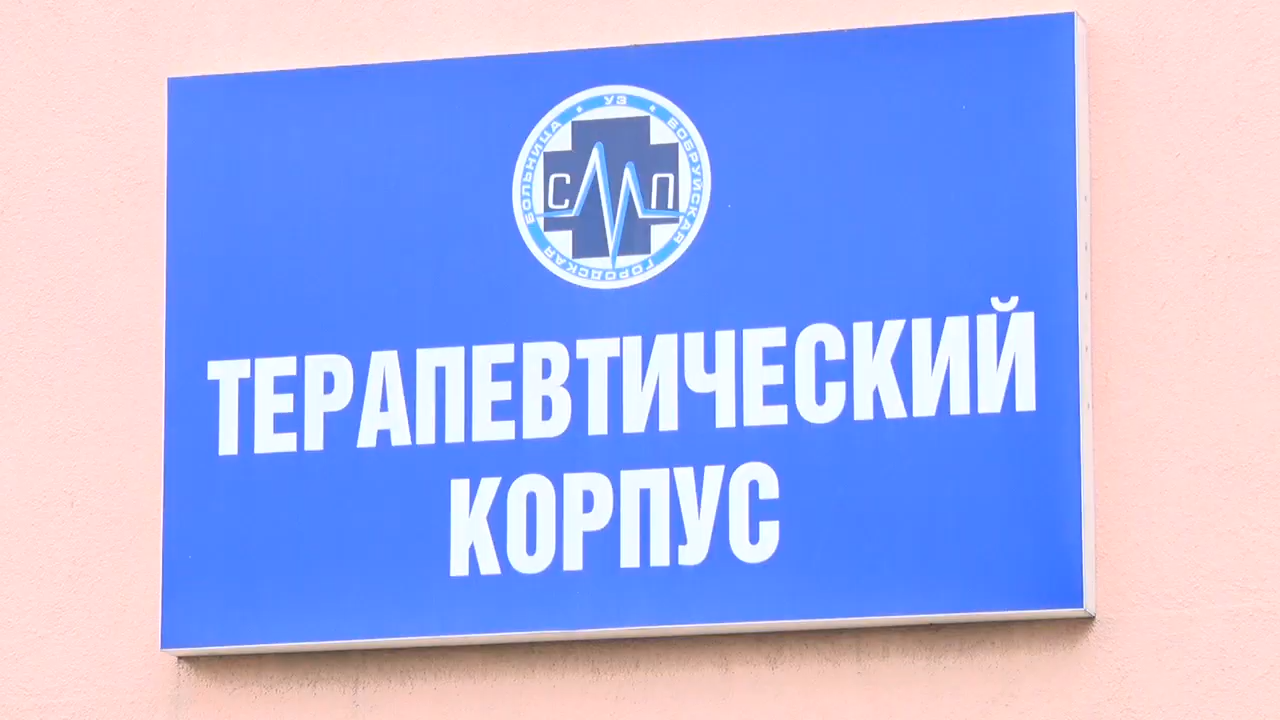 УЗ БОБРУЙСКАЯ ГОРОДСКАЯ БОЛЬНИЦА
СМП
ТЕРАПЕВТИЧЕСКИЙ
КОРПУС